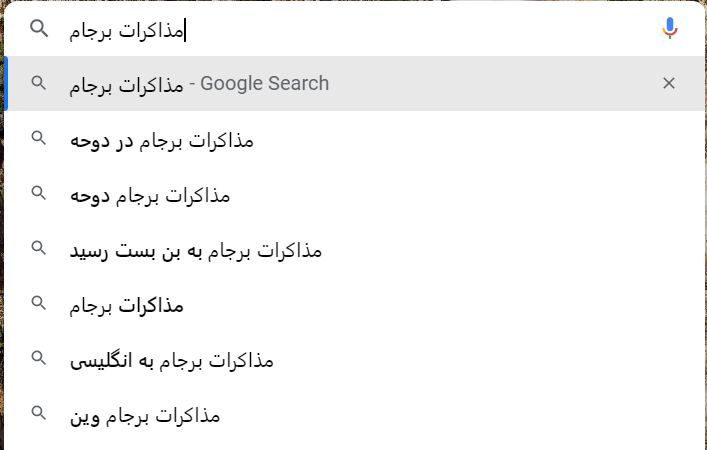 مذاکرات برجام
مذاکرات برجام - Google Search
مذاکرات برجام در دوحه
مذاکرات برجام دوحه
مذاکرات برجام به بن بست رسید
مذاکرات برجام
مذاکرات برجام به انگلیسی
مذاکرات برجام وین